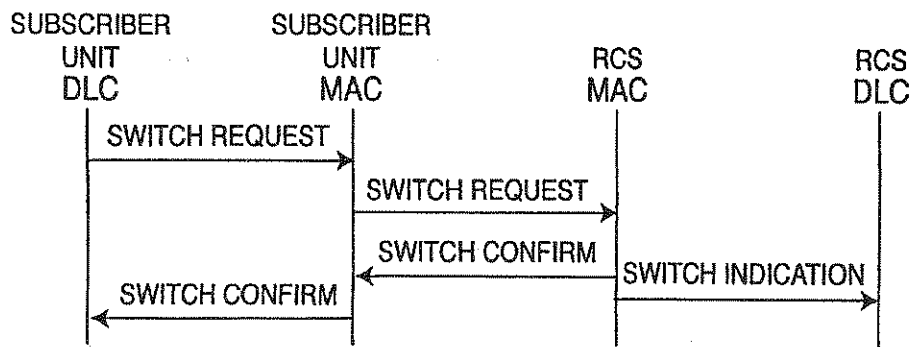 SUBSCRIBER
UNIT
DLC
SUBSCRIBER
UNIT
MAC
RCS
MAC
RCS
DLC
SWITCH REQUEST
SWITCH REQUEST
SWITCH CONFIRM
SWITCH INDICATION
SWITCH CONFIRM